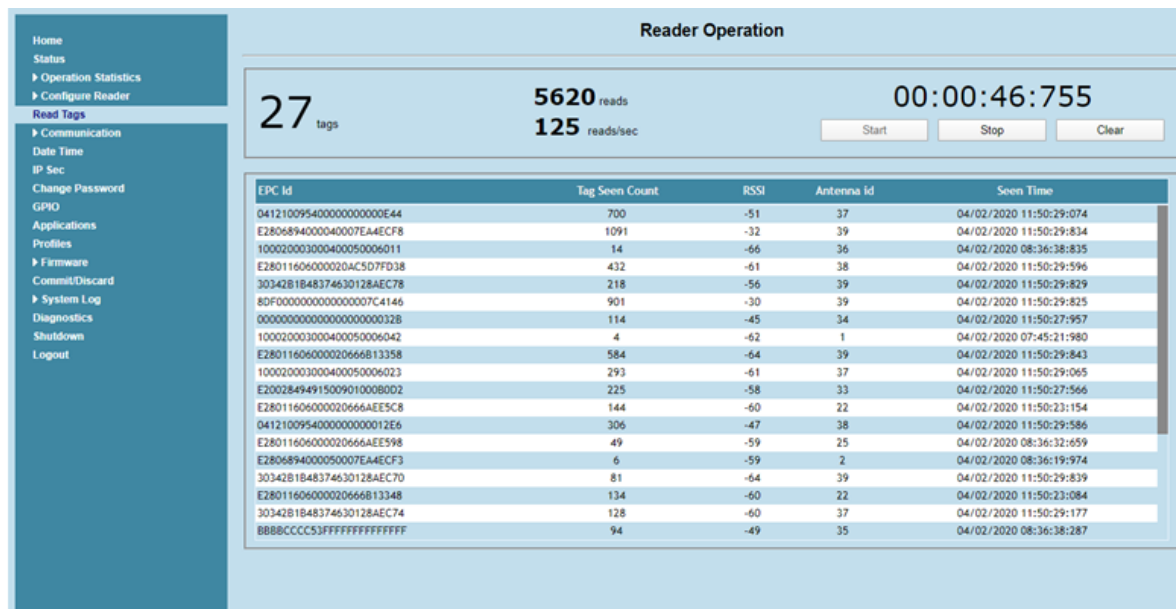 Reader Operation
Home
Status
Operation Statistics
Configure Reader
Read Tags
Communication
Date Time
IP Sec
Change Password
GPIO
Applications
Profiles
Firmware
Commit/Discard
System Log
Diagnostics
Shutdown
Logout
27 tags
5620 reads
125 reads/sec
00:00:46:755
Start Stop Clear
EPC Id Tag Seen Count RSSI Antenna id Seen Time
041210095400000000000E44 700 -51 37 04/02/2020 11:50:29:074
E2806894000040007EA4ECF8 1091 -32 39 04/02/2020 11:50:29:834
100020003000400050006011 14 -66 36 04/02/2020 08:36:38:835
E28011606000020AC5D7FD38 432 -61 38 04/02/2020 11:50:29:596
30342B1B48374630128AEC78 218 -56 39 04/02/2020 11:50:29:829
8DF0000000000000007C4146 901 -30 39 04/02/2020 11:50:29:825
00000000000000000000032B 114 -45 34 04/02/2020 11:50:27:957
100020003000400050006042 4 -62 1 04/02/2020 07:45:21:980
E28011606000020666B13358 584 -64 39 04/02/2020 11:50:29:843
100020003000400050006023 293 -61 37 04/02/2020 11:50:29:065
E2002849491500901000B0D2 225 -58 33 04/02/2020 11:50:27:566
E28011606000020666AEE5C8 144 -60 22 04/02/2020 11:50:23:154
0412100954000000000012E6 306 -47 38 04/02/2020 11:50:29:586
E28011606000020666AEE598 49 -59 25 04/02/2020 08:36:32:659
E2806894000050007EA4ECF3 6 -59 2 04/02/2020 08:36:19:974
30342B1B48374630128AEC70 81 -64 39 04/02/2020 11:50:29:839
E28011606000020666B13348 134 -60 22 04/02/2020 11:50:23:084
30342B1B48374630128AEC74 128 -60 37 04/02/2020 11:50:29:177
BBBBCCCC53FFFFFFFFFFFFFF 94 -49 35 04/02/2020 08:36:38:287